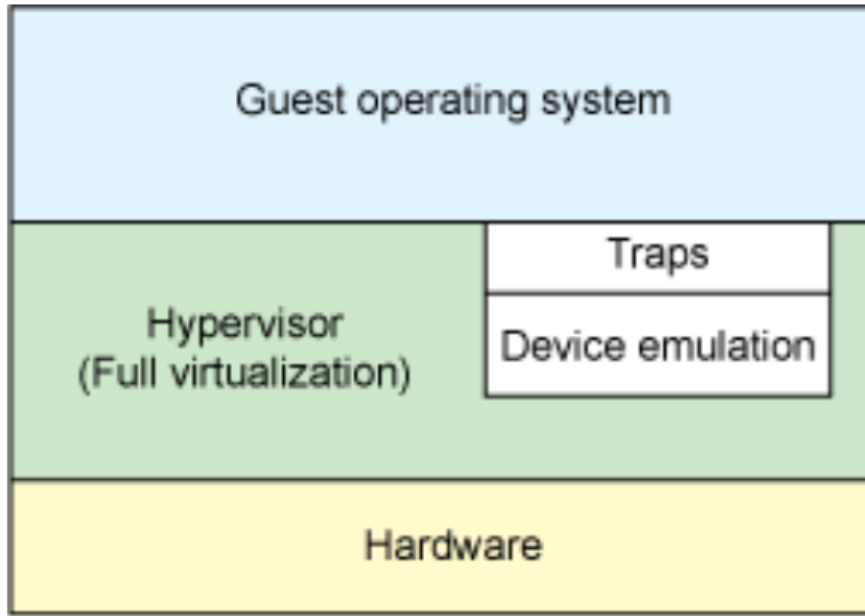 Guest operating system
Traps
Hypervisor
(Full virtualization)
Device emulation
Hardware